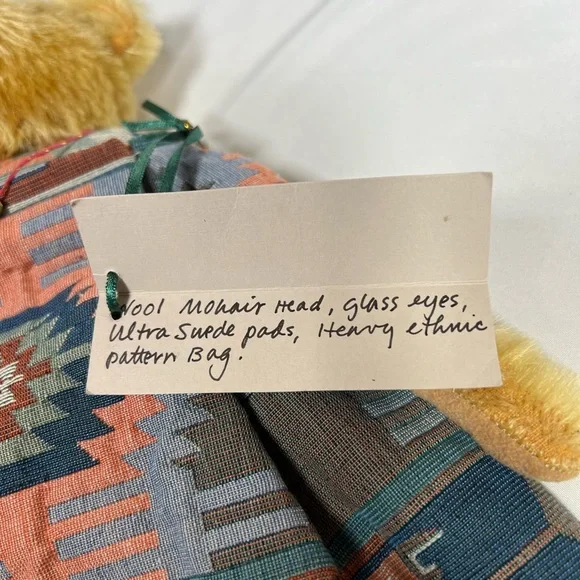 Wool Mohair Head, glass eyes,
Ultra Suede pads, Heavy ethnic
pattern Bag.